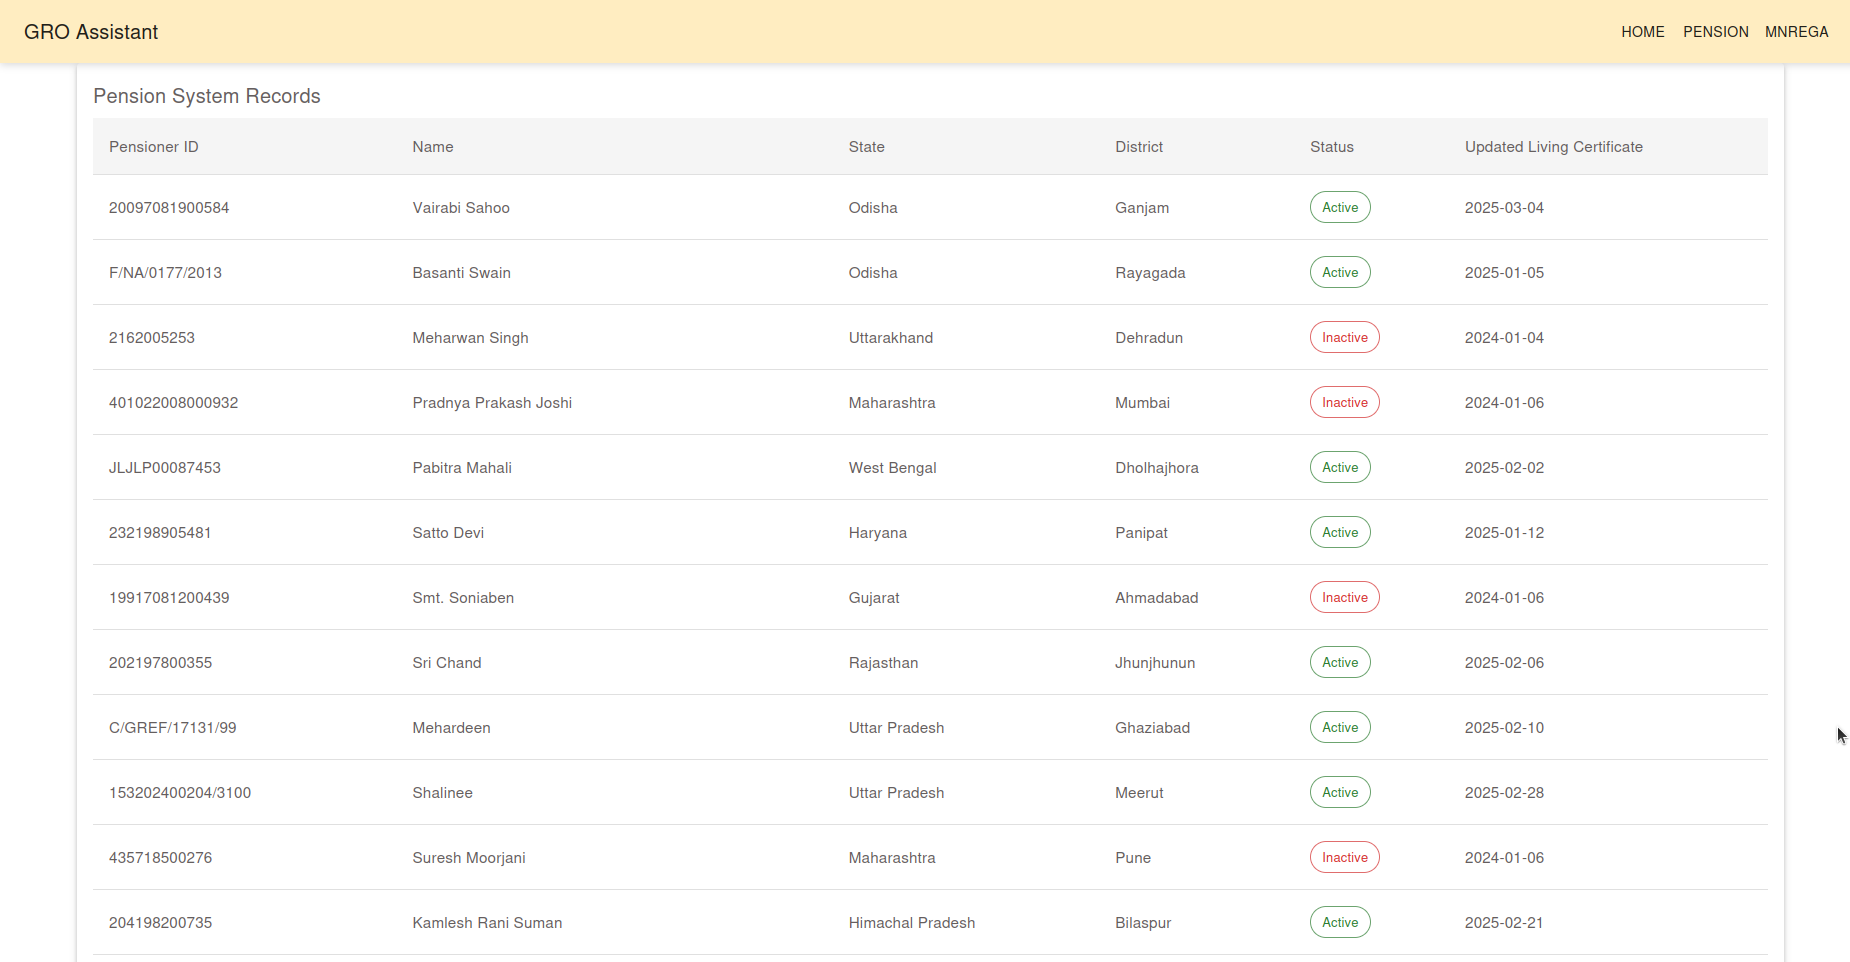 GRO Assistant HOME PENSION MNREGA
Pension System Records
Pensioner ID Name State District Status Updated Living Certificate
20097081900584 Vairabi Sahoo Odisha Ganjam Active 2025-03-04
F/NA/0177/2013 Basanti Swain Odisha Rayagada Active 2025-01-05
2162005253 Meharwan Singh Uttarakhand Dehradun Inactive 2024-01-04
401022008000932 Pradnya Prakash Joshi Maharashtra Mumbai Inactive 2024-01-06
JLJLP00087453 Pabitra Mahali West Bengal Dholhajhora Active 2025-02-02
232198905481 Satto Devi Haryana Panipat Active 2025-01-12
19917081200439 Smt. Soniaben Gujarat Ahmadabad Inactive 2024-01-06
202197800355 Sri Chand Rajasthan Jhunjhunun Active 2025-02-06
C/GREF/17131/99 Mehardeen Uttar Pradesh Ghaziabad Active 2025-02-10
153202400204/3100 Shalinee Uttar Pradesh Meerut Active 2025-02-28
435718500276 Suresh Moorjani Maharashtra Pune Inactive 2024-01-06
204198200735 Kamlesh Rani Suman Himachal Pradesh Bilaspur Active 2025-02-21